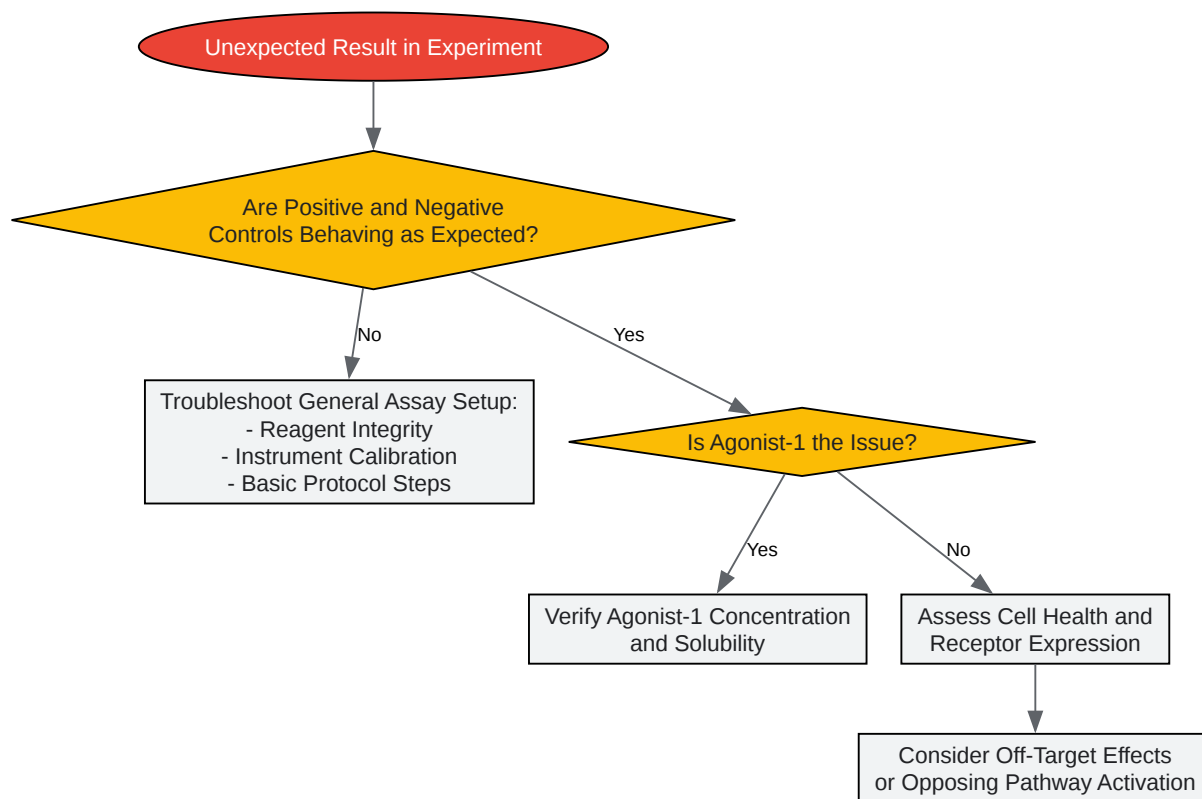 Unexpected Result in Experiment
Are Positive and Negative
Controls Behaving as Expected?
No
Yes
Troubleshoot General Assay Setup:
- Reagent Integrity
- Instrument Calibration
- Basic Protocol Steps
Is Agonist-1 the Issue?
Yes
No
Verify Agonist-1 Concentration
and Solubility
Assess Cell Health and
Receptor Expression
Consider Off-Target Effects
or Opposing Pathway Activation